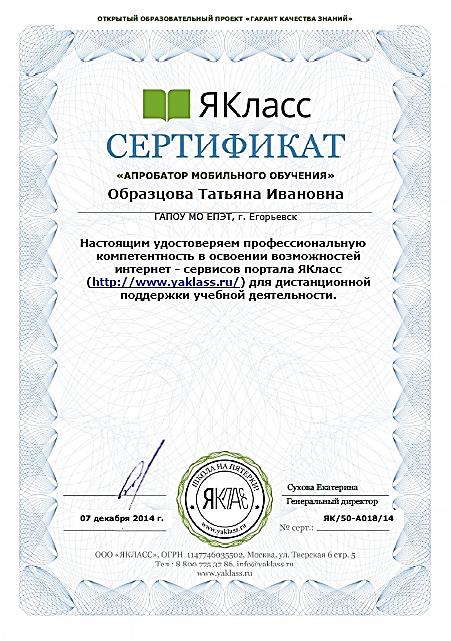 ОТКРЫТЫЙ ОБРАЗОВАТЕЛЬНЫЙ ПРОЕКТ «ГАРАНТ КАЧЕСТВА ЗНАНИЙ»
ЯКласс
СЕРТИФИКАТ
«АПРОБАТОР МОБИЛЬНОГО ОБУЧЕНИЯ»
Образцова Татьяна Ивановна
ГАПОУ МО ЕПЭТ, г. Егорьевск
Настоящим удостоверяем профессиональную
компетентность в освоении возможностей
интернет - сервисов портала ЯКласс
(http://www.yaklass.ru/) для дистанционной
поддержки учебной деятельности.
ШКОЛА НА ПЯТЕРКУ
ЯКЛАСС
www.yaklass.ru
Сухова Екатерина
Генеральный директор
07 декабря 2014 г.
№ серт.: ЯК/50-А018/14
ООО «ЯКЛАСС», ОГРН 1147746035502, Москва, ул. Тверская 6 стр. 5
Тел.: 8 800 775 37 86, info@yaklass.ru
www.yaklass.ru